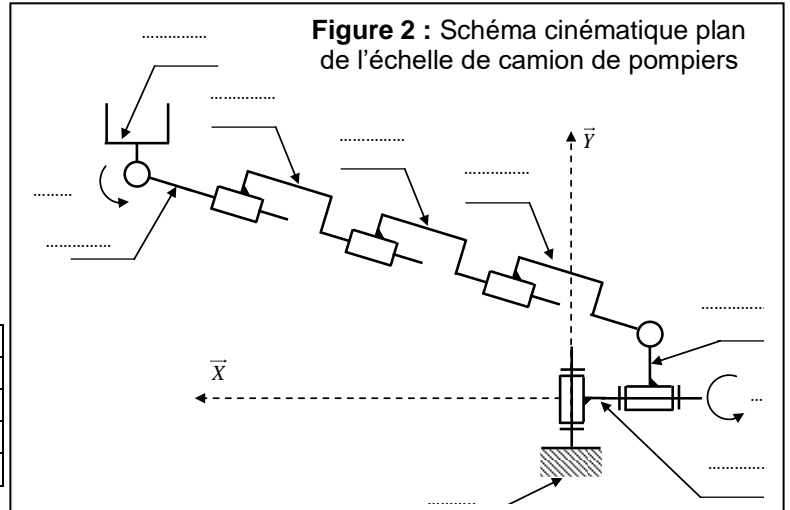 Figure 2 : Schéma cinématique plan
de l'échelle de camion de pompiers
...............
...............
...............
...............
Y
.........
...............
...............
X
...
.............
...........